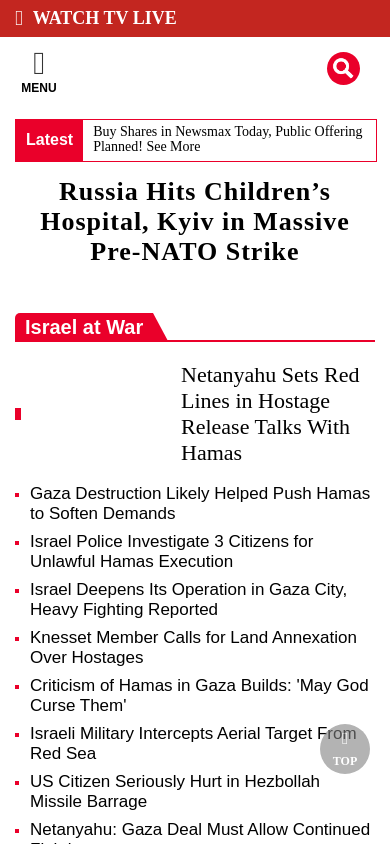 WATCH TV LIVE
MENU
Latest
Buy Shares in Newsmax Today, Public Offering
Planned! See More
Russia Hits Children’s
Hospital, Kyiv in Massive
Pre-NATO Strike
Israel at War
Netanyahu Sets Red
Lines in Hostage
Release Talks With
Hamas
Gaza Destruction Likely Helped Push Hamas
to Soften Demands
Israel Police Investigate 3 Citizens for
Unlawful Hamas Execution
Israel Deepens Its Operation in Gaza City,
Heavy Fighting Reported
Knesset Member Calls for Land Annexation
Over Hostages
Criticism of Hamas in Gaza Builds: 'May God
Curse Them'
Israeli Military Intercepts Aerial Target From
Red Sea
TOP
US Citizen Seriously Hurt in Hezbollah
Missile Barrage
Netanyahu: Gaza Deal Must Allow Continued